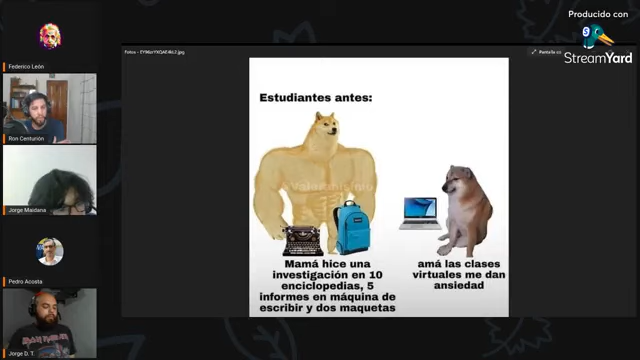 Producido con
StreamYard
Federico León
Ron Centurión
Jorge Maidana
Pedro Acosta
Jorge D. T.
Estudiantes antes:
Mamá hice una
investigación en 10
enciclopedias, 5
informes en máquina de
escribir y dos maquetas
amá las clases
virtuales me dan
ansiedad